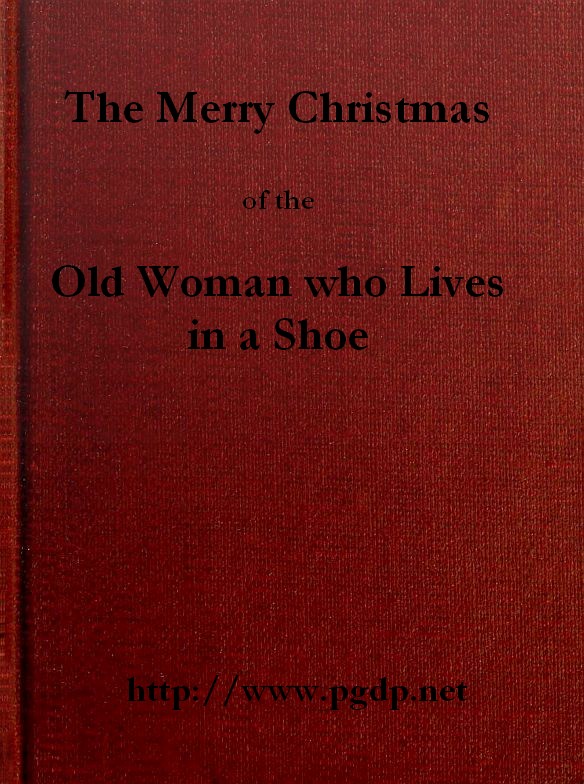 The Merry Christmas
of the
Old Woman who Lives
in a Shoe
http://www.pgdp.net